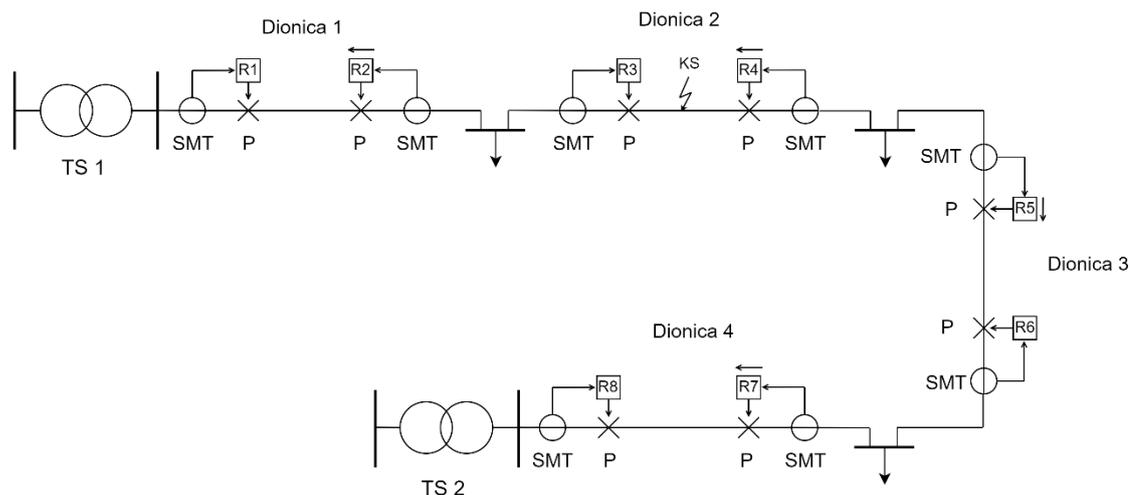 Dionica 1
Dionica 2
R1
R2
R3
KS
R4
SMT
P
P
SMT
SMT
P
P
SMT
TS 1
SMT
P
R5
Dionica 3
P
R6
Dionica 4
SMT
R8
R7
SMT
P
P
SMT
TS 2